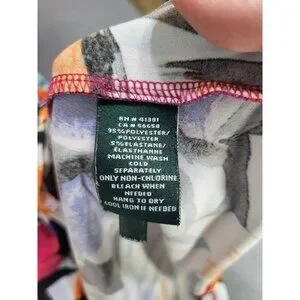 RN # 41381
CA # 56650
95% POLYESTER/
POLYESTER
5% ELASTANE/
ELASTHANNE
MACHINE WASH
COLD
SEPARATELY
ONLY NON-CHLORINE
BLEACH WHEN
NEEDED
HANG TO DRY
COOL IRON IF NEEDED